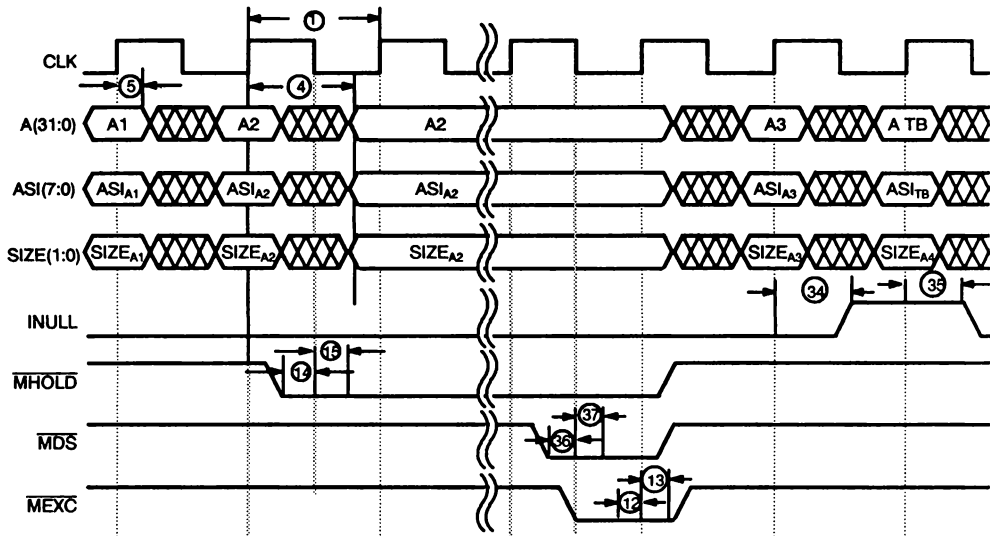 ①
CLK
⑤ ④
A(31:0) A1 A2 A2 A3 A TB
ASI(7:0) ASIA1 ASIA2 ASIA2 ASIA3 ASITB
SIZE(1:0) SIZEA1 SIZEA2 SIZEA2 SIZEA3 SIZEA4
㉞ ㉟
INULL
⑮
MHOLD ⑭
㊲
MDS ㊱
⑬
MEXC ⑫